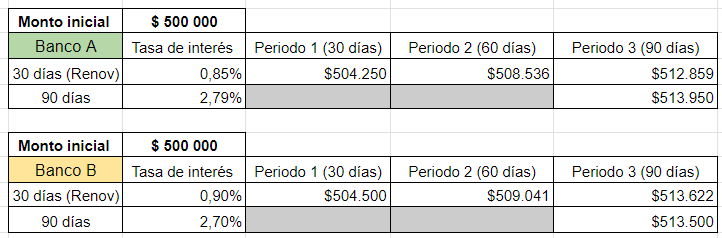 Monto inicial $ 500 000
Banco A Tasa de interés Periodo 1 (30 días) Periodo 2 (60 días) Periodo 3 (90 días)
30 días (Renov) 0,85% $504.250 $508.536 $512.859
90 días 2,79% $513.950
Monto inicial $ 500 000
Banco B Tasa de interés Periodo 1 (30 días) Periodo 2 (60 días) Periodo 3 (90 días)
30 días (Renov) 0,90% $504.500 $509.041 $513.622
90 días 2,70% $513.500